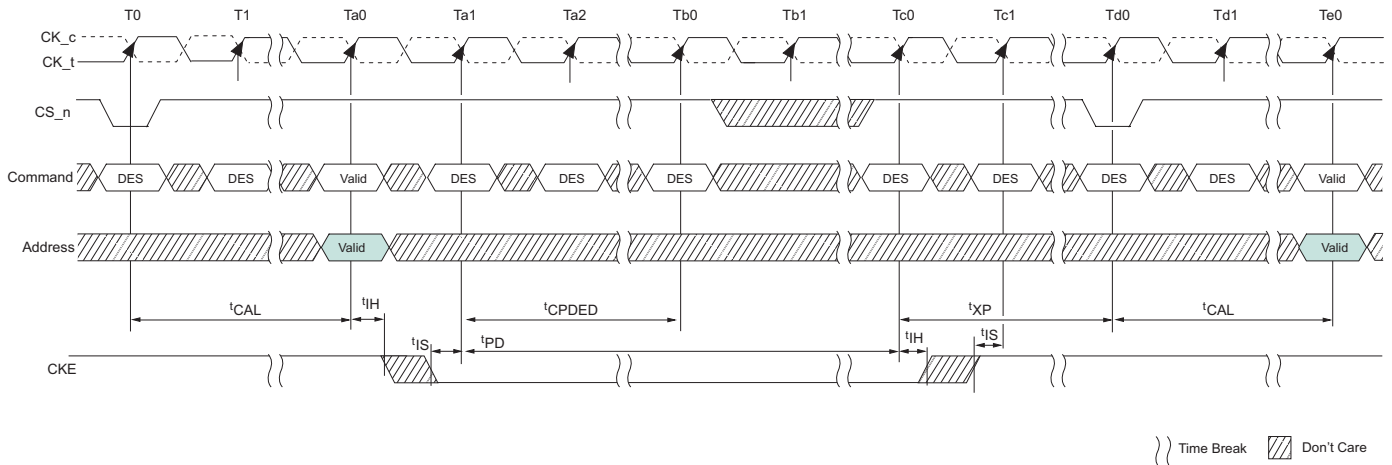 T0 T1 Ta0 Ta1 Ta2 Tb0 Tb1 Tc0 Tc1 Td0 Td1 Te0
CK_c
CK_t
CS_n
Command DES DES Valid DES DES DES DES DES DES DES Valid
Address Valid Valid
tCAL tIH tCPDED tXP tCAL
tIS tPD tIH tIS
CKE
Time Break Don't Care